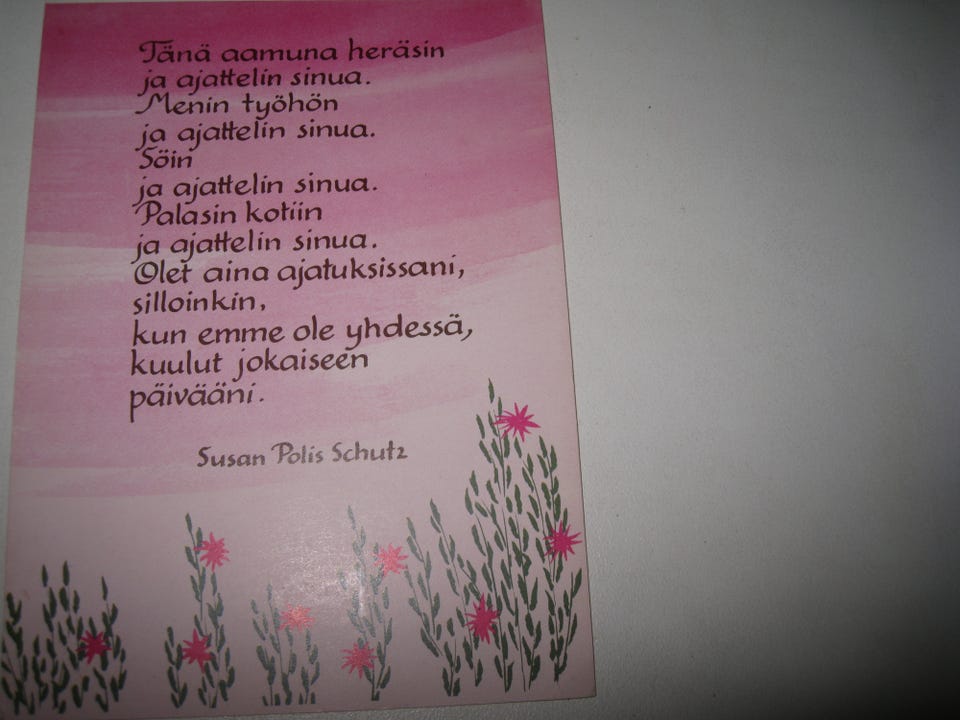 Tänä aamuna heräsin
ja ajattelin sinua.
Menin työhön
ja ajattelin sinua.
Söin
ja ajattelin sinua.
Palasin kotiin
ja ajattelin sinua.
Olet aina ajatuksissani,
silloinkin,
kun emme ole yhdessä,
kuulut jokaiseen
päivääni.
Susan Polis Schutz